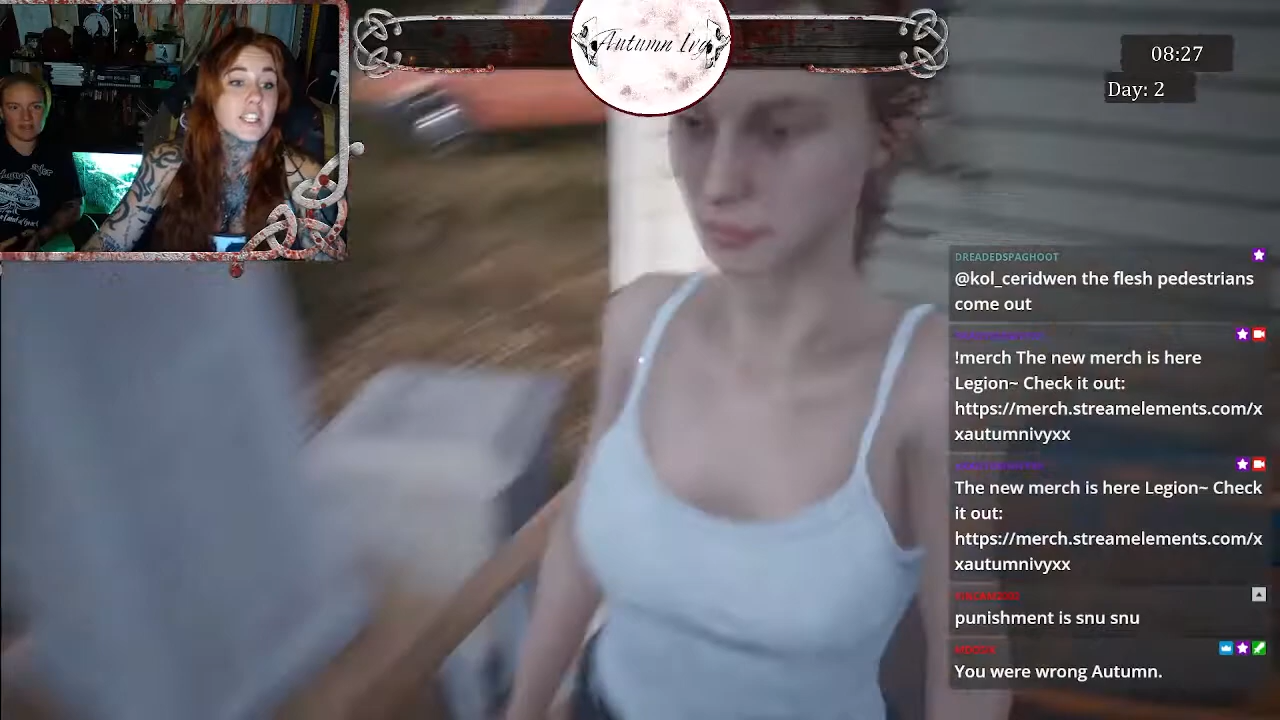 Autumn Ivy
08:27
Day: 2
DREADEDSPAGHOOT
@kol_ceridwen the flesh pedestrians
come out
!merch The new merch is here
Legion~ Check it out:
https://merch.streamelements.com/x
xautumnivyxx
The new merch is here Legion~ Check
it out:
https://merch.streamelements.com/x
xautumnivyxx
punishment is snu snu
You were wrong Autumn.